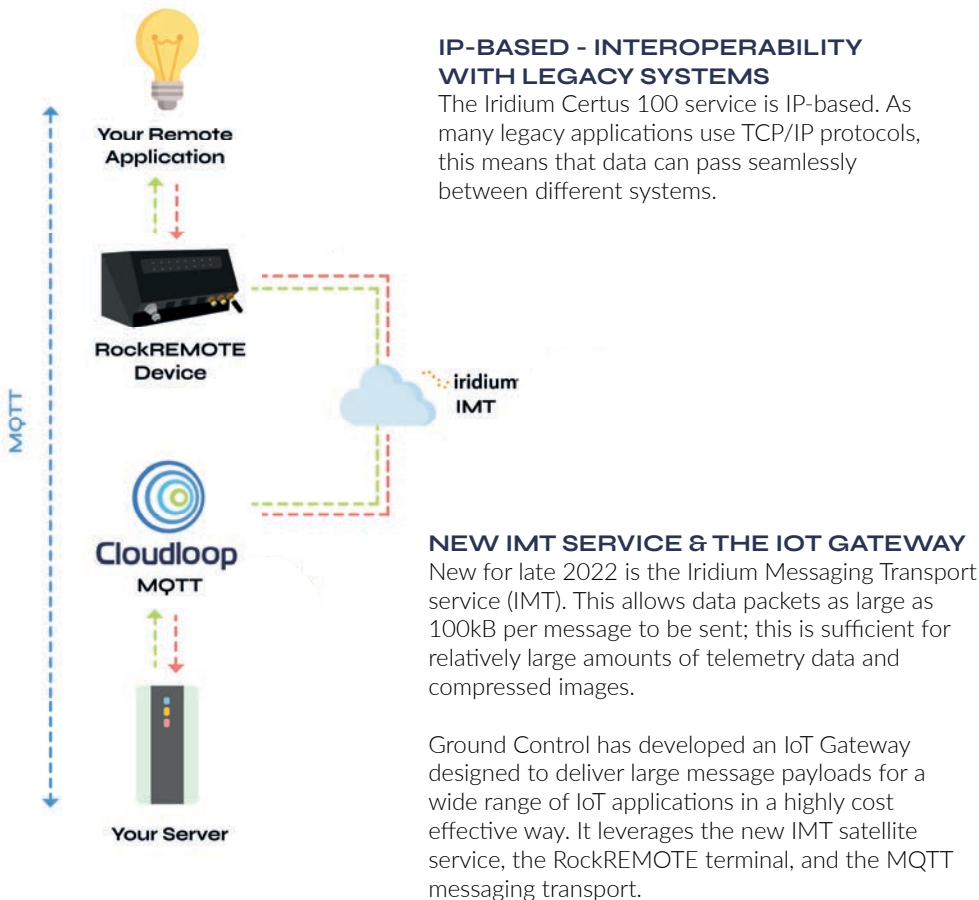 IP-BASED - INTEROPERABILITY
WITH LEGACY SYSTEMS
The Iridium Certus 100 service is IP-based. As
many legacy applications use TCP/IP protocols,
this means that data can pass seamlessly
between different systems.
Your Remote
Application
RockREMOTE
Device
iridium
IMT
MQTT
Cloudloop
MQTT
Your Server
NEW IMT SERVICE & THE IOT GATEWAY
New for late 2022 is the Iridium Messaging Transport
service (IMT). This allows data packets as large as
100kB per message to be sent; this is sufficient for
relatively large amounts of telemetry data and
compressed images.
Ground Control has developed an IoT Gateway
designed to deliver large message payloads for a
wide range of IoT applications in a highly cost
effective way. It leverages the new IMT satellite
service, the RockREMOTE terminal, and the MQTT
messaging transport.